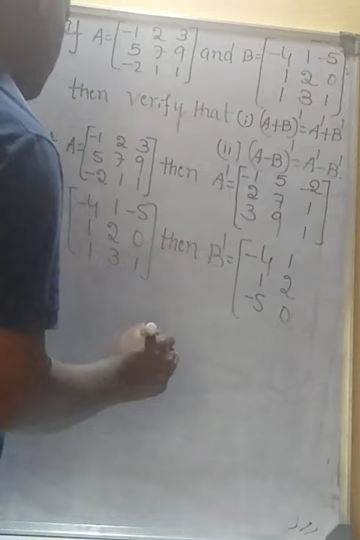 If A = [-1 2 3
5 7 9
-2 1 1] and B = [-4 1 -5
1 2 0
1 3 1]
then verify that (i) (A+B)' = A'+B'
(ii) (A-B)' = A'-B'
A = [-1 2 3
5 7 9
-2 1 1] then A' = [-1 5 -2
2 7 1
3 9 1]
[-4 1 -5
1 2 0
1 3 1] then B' = [-4 1
1 2
-5 0